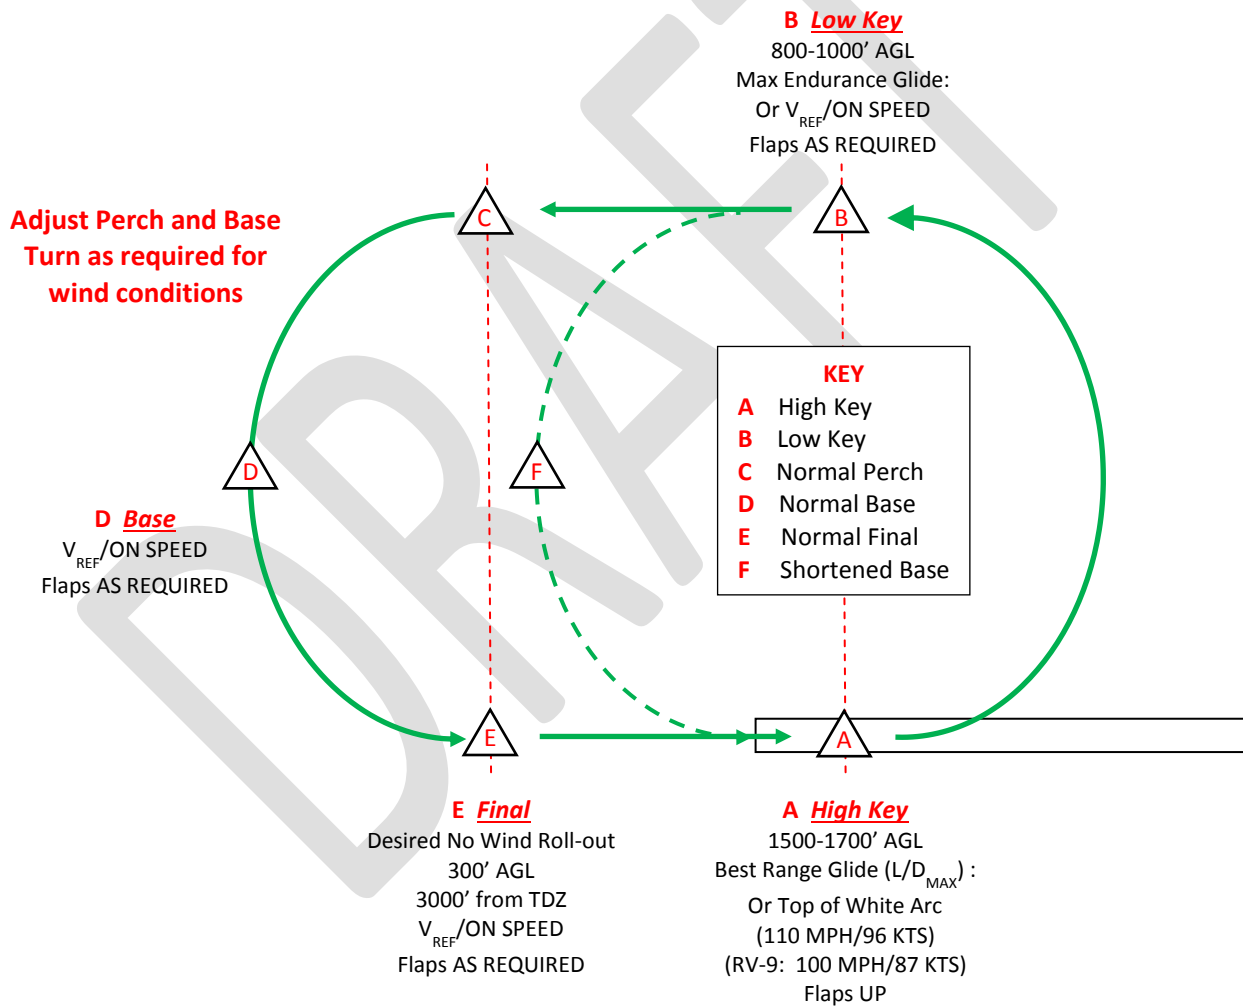 B Low Key
800-1000’ AGL
Max Endurance Glide:
Or VREF/ON SPEED
Flaps AS REQUIRED
C
B
Adjust Perch and Base
Turn as required for
wind conditions
KEY
A High Key
B Low Key
C Normal Perch
D Normal Base
E Normal Final
F Shortened Base
D
F
D Base
VREF/ON SPEED
Flaps AS REQUIRED
E
A
E Final
Desired No Wind Roll-out
300’ AGL
3000’ from TDZ
VREF/ON SPEED
Flaps AS REQUIRED
A High Key
1500-1700’ AGL
Best Range Glide (L/DMAX) :
Or Top of White Arc
(110 MPH/96 KTS)
(RV-9: 100 MPH/87 KTS)
Flaps UP
DRAFT